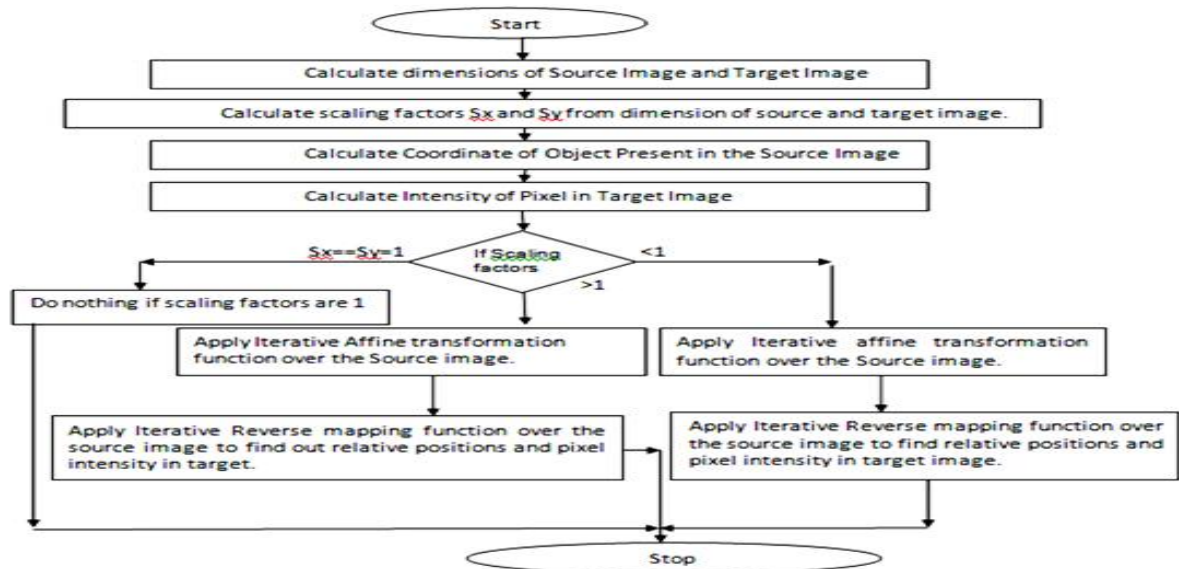 Start
Calculate dimensions of Source Image and Target Image
Calculate scaling factors Sx and Sy from dimension of source and target image.
Calculate Coordinate of Object Present in the Source Image
Calculate Intensity of Pixel in Target Image
Sx==Sy=1
If Scaling
factors
<1
>1
Do nothing if scaling factors are 1
Apply Iterative Affine transformation
function over the Source image.
Apply Iterative affine transformation
function over the Source image.
Apply Iterative Reverse mapping function over the
source image to find out relative positions and pixel
intensity in target.
Apply Iterative Reverse mapping function over
the source image to find relative positions and
pixel intensity in target image.
Stop